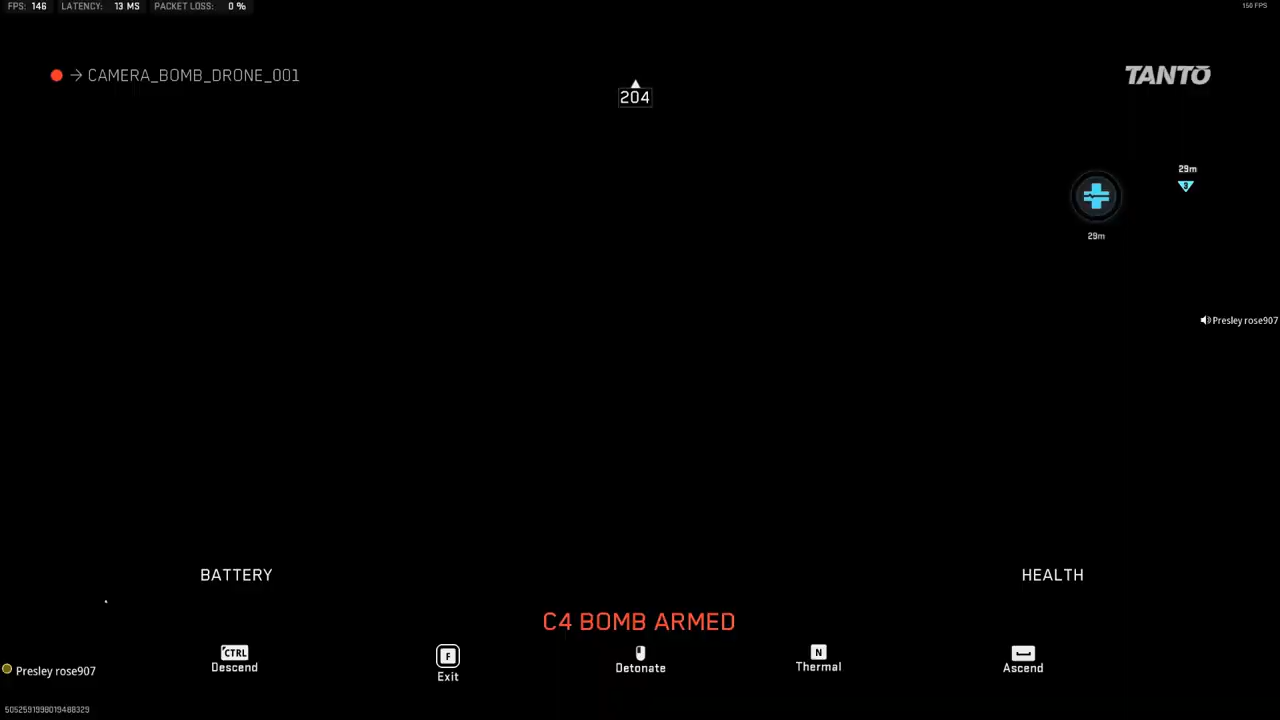 FPS: 146 LATENCY: 13 MS PACKET LOSS: 0 %
150 FPS
CAMERA_BOMB_DRONE_001
204
TANTO
29m
3
29m
Presley rose907
BATTERY
HEALTH
C4 BOMB ARMED
CTRL
Descend
F
Exit
Detonate
N
Thermal
Ascend
Presley rose907
5052591998019488329